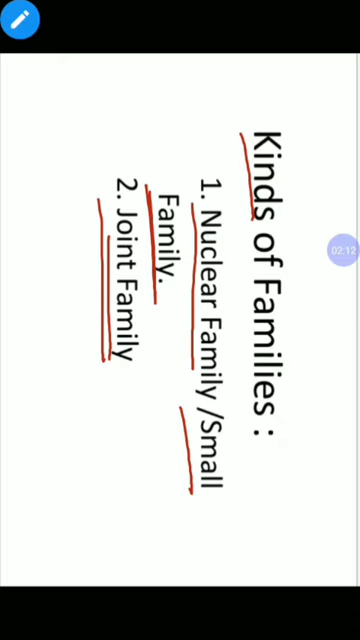 Kinds of Families :
1. Nuclear Family /Small
Family.
2. Joint Family
02:12